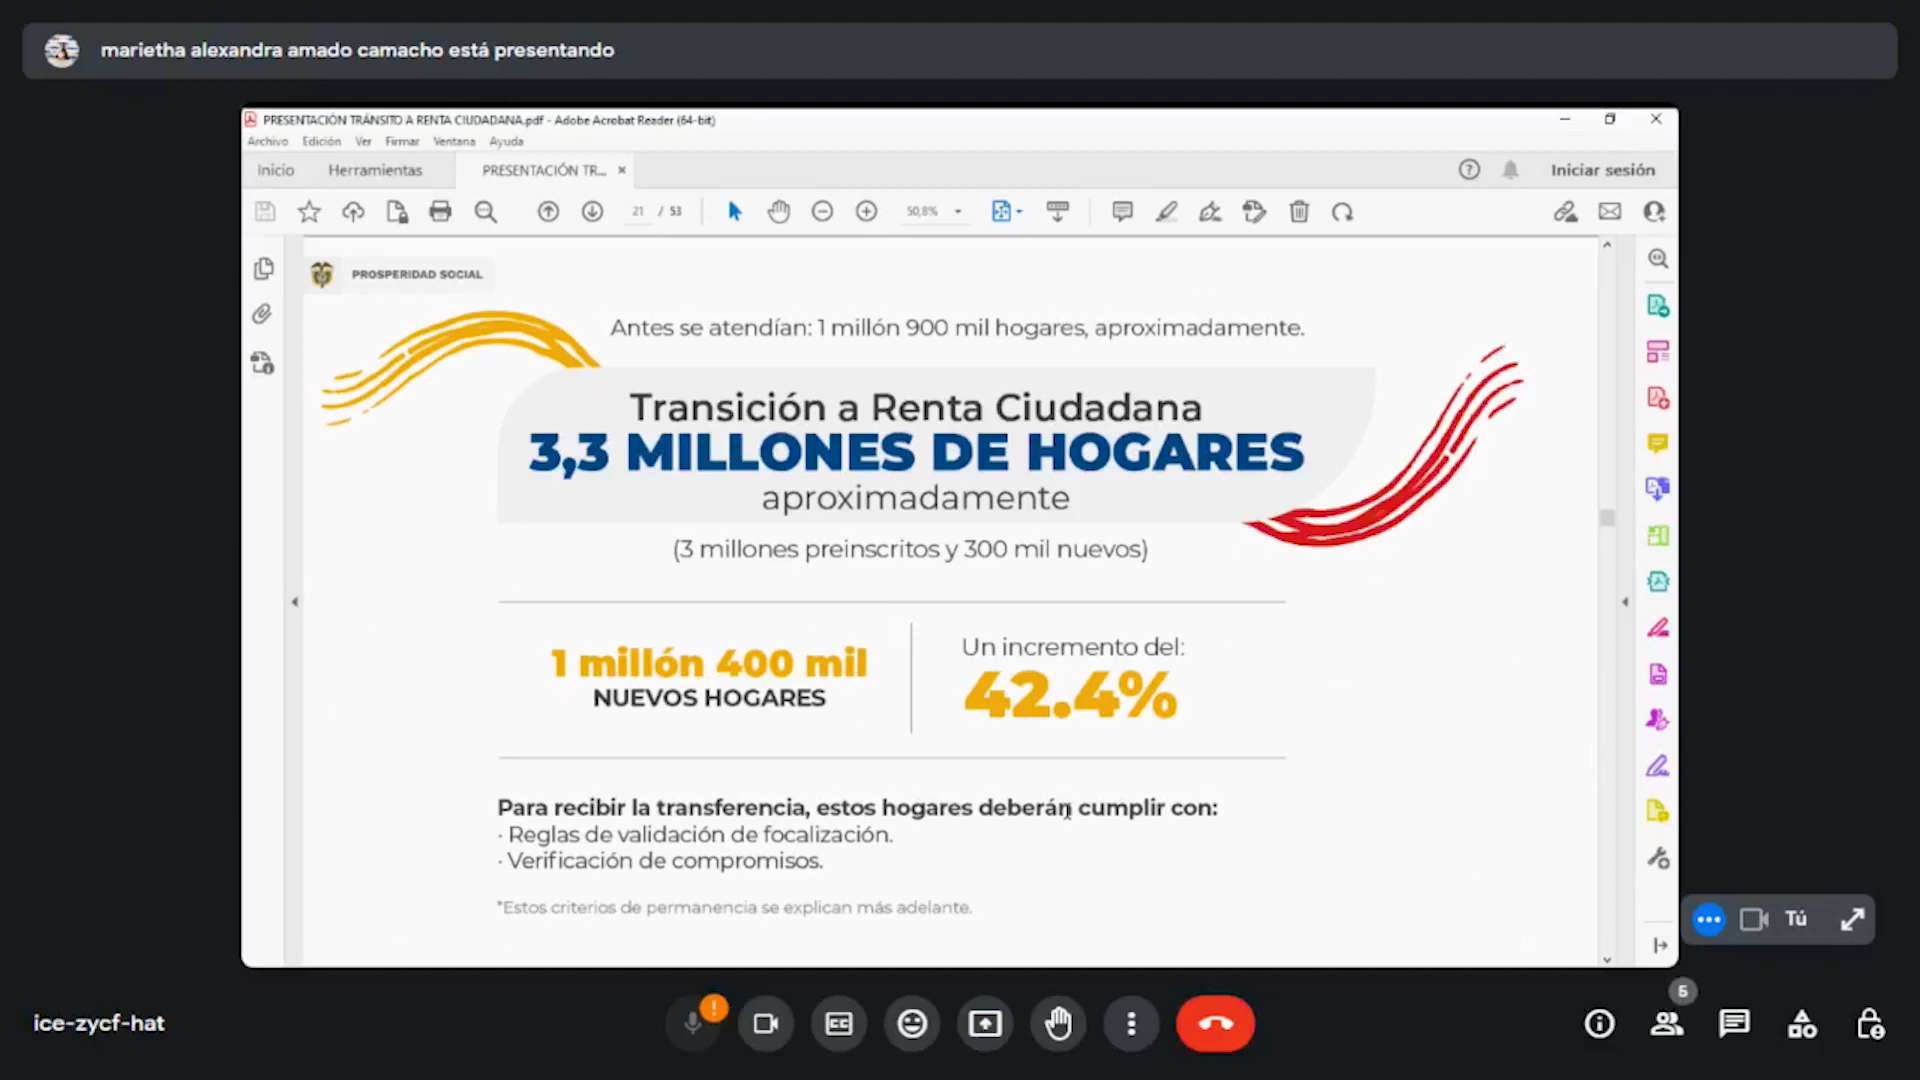 marietha alexandra amado camacho está presentando
PRESENTACIÓN TRÁNSITO A RENTA CIUDADANA.pdf - Adobe Acrobat Reader (64-bit)
Archivo Edición Ver Firmar Ventana Ayuda
Inicio Herramientas PRESENTACIÓN TR... × Iniciar sesión
21 / 53 50,8%
PROSPERIDAD SOCIAL
Antes se atendían: 1 millón 900 mil hogares, aproximadamente.
Transición a Renta Ciudadana
3,3 MILLONES DE HOGARES
aproximadamente
(3 millones preinscritos y 300 mil nuevos)
1 millón 400 mil
NUEVOS HOGARES
Un incremento del:
42.4%
Para recibir la transferencia, estos hogares deberán cumplir con:
· Reglas de validación de focalización.
· Verificación de compromisos.
*Estos criterios de permanencia se explican más adelante.
Tú
ice-zycf-hat
CC
5